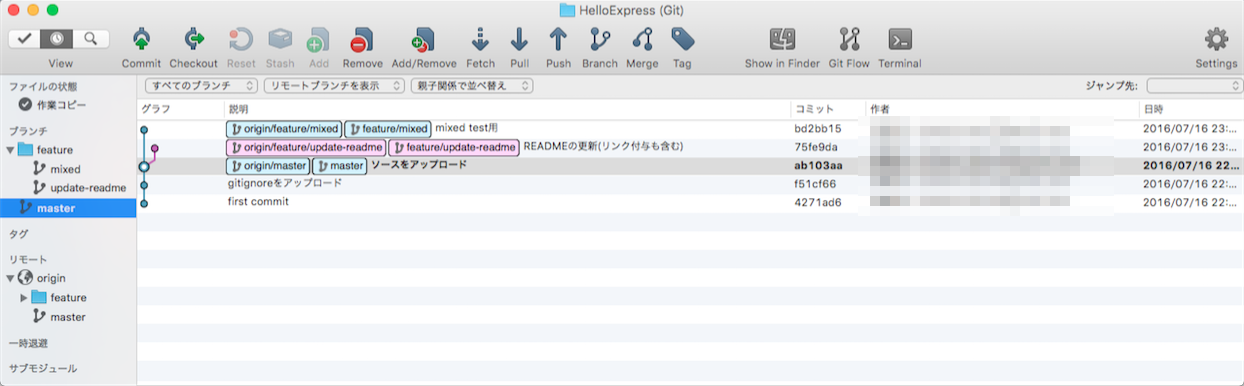 HelloExpress (Git)
View Commit Checkout Reset Stash Add Remove Add/Remove Fetch Pull Push Branch Merge Tag Show in Finder Git Flow Terminal Settings
ファイルの状態
作業コピー
ブランチ
feature
mixed
update-readme
master
タグ
リモート
origin
feature
master
一時退避
サブモジュール
すべてのブランチ リモートブランチを表示 親子関係で並べ替え ジャンプ先:
グラフ 説明 コミット 作者 日時
origin/feature/mixed feature/mixed mixed test用 bd2bb15 2016/07/16 23:...
origin/feature/update-readme feature/update-readme READMEの更新(リンク付与も含む) 75fe9da 2016/07/16 23:...
origin/master master ソースをアップロード ab103aa 2016/07/16 22...
gitignoreをアップロード f51cf66 2016/07/16 22:...
first commit 4271ad6 2016/07/16 22:...